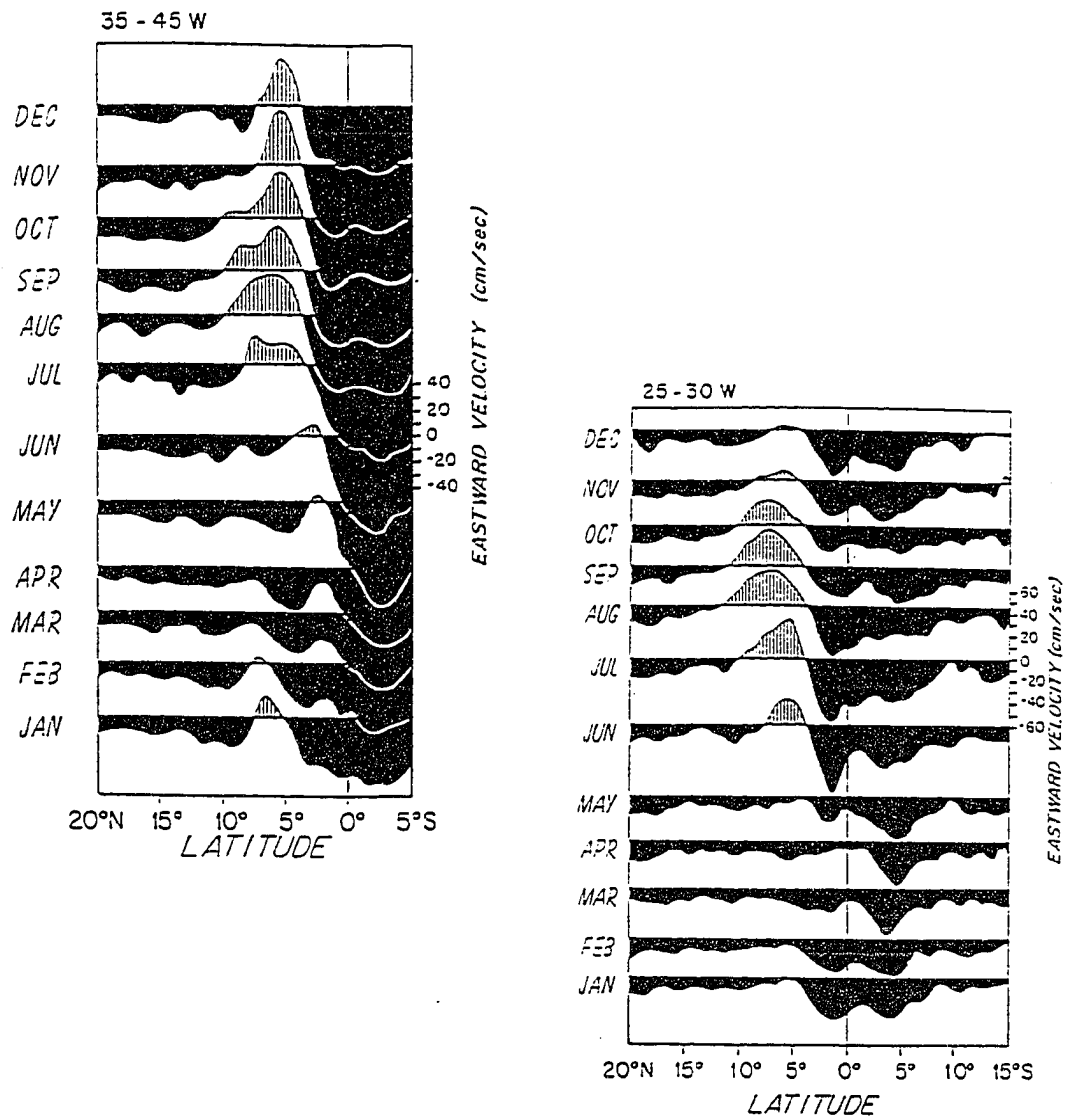 35 - 45 W
DEC
NOV
OCT
SEP
AUG
JUL
JUN
MAY
APR
MAR
FEB
JAN
40
20
0
-20
-40
EASTWARD VELOCITY (cm/sec)
20°N 15° 10° 5° 0° 5°S
LATITUDE
25-30 W
DEC
NOV
OCT
SEP
AUG
JUL
JUN
MAY
APR
MAR
FEB
JAN
60
40
20
0
-20
-40
-60
EASTWARD VELOCITY (cm/sec)
20°N 15° 10° 5° 0° 5° 10° 15°S
LATITUDE